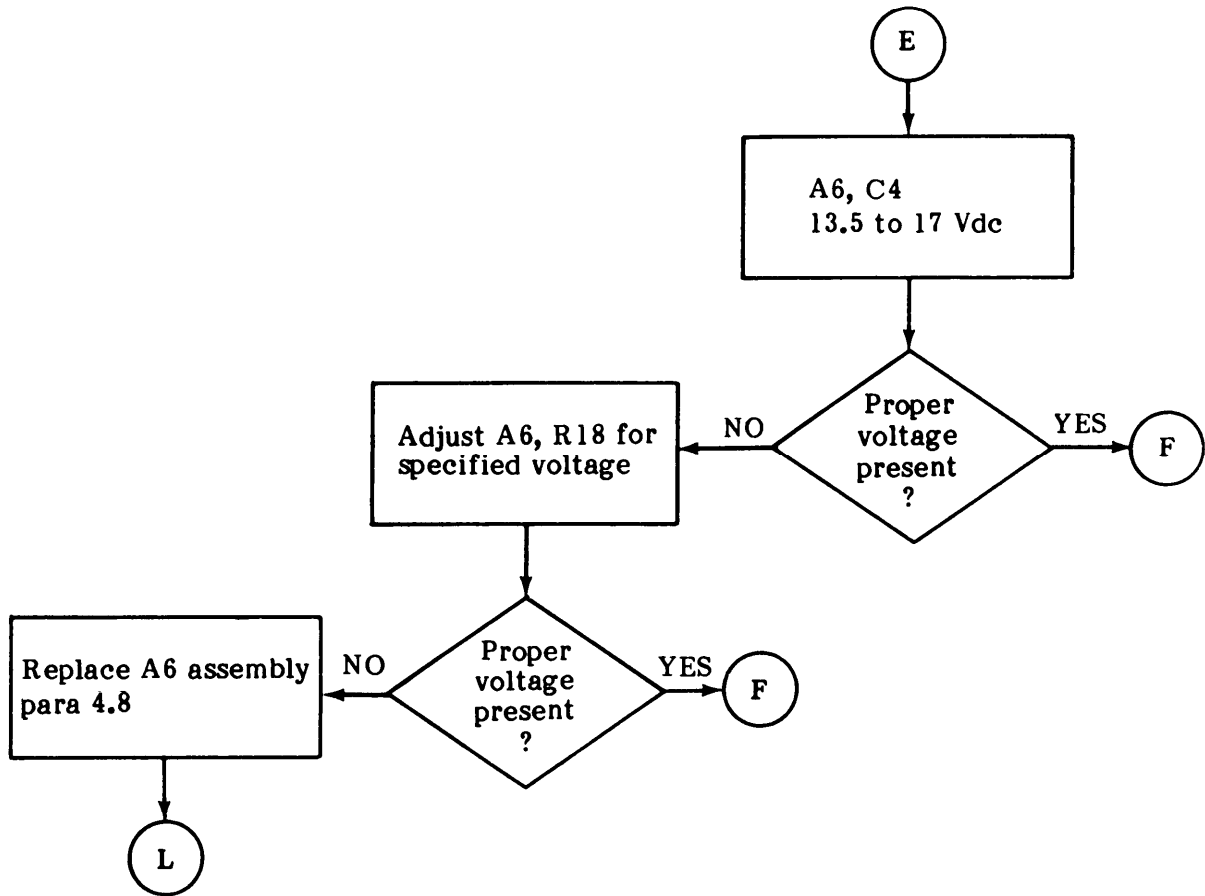 E
A6, C4
13.5 to 17 Vdc
Proper
voltage
present
?
YES
F
NO
Adjust A6, R18 for
specified voltage
Proper
voltage
present
?
YES
F
NO
Replace A6 assembly
para 4.8
L